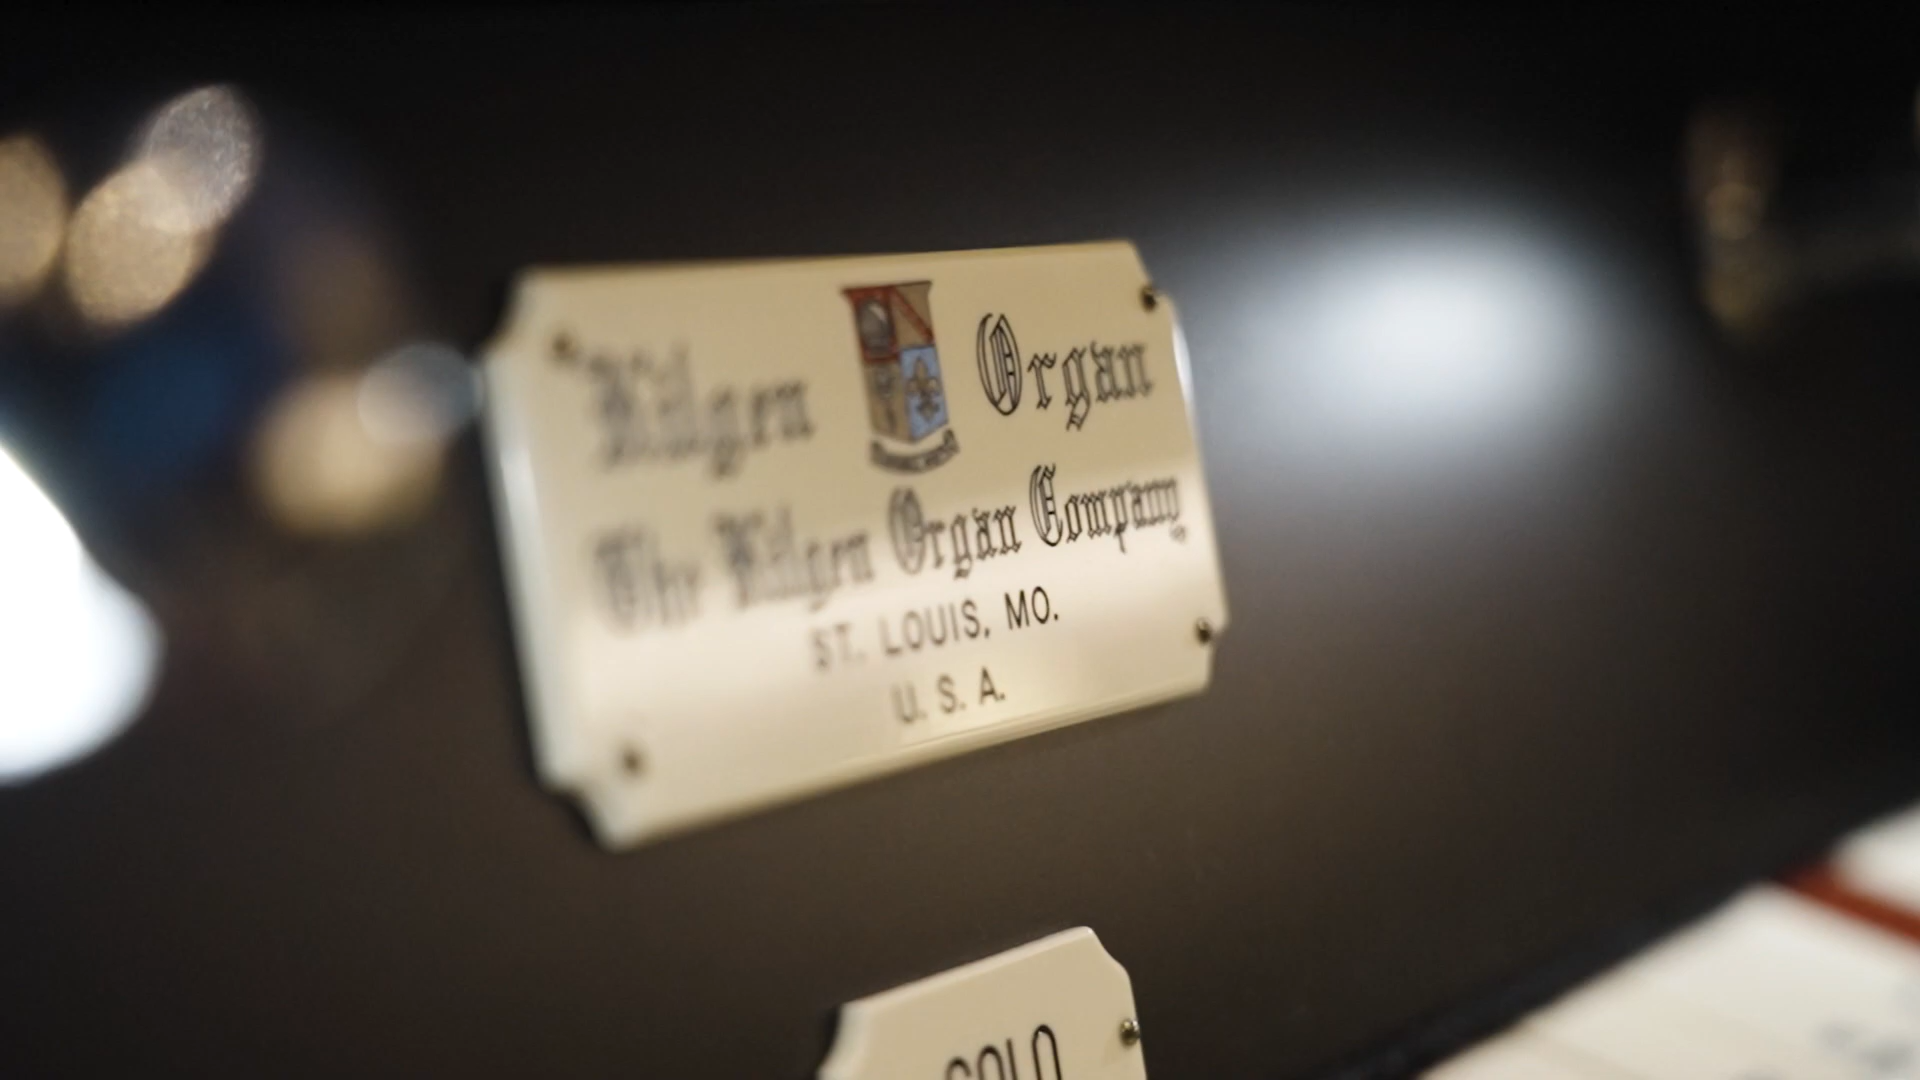 Kilgen Organ
The Kilgen Organ Company
ST. LOUIS, MO.
U. S. A.
SOLO